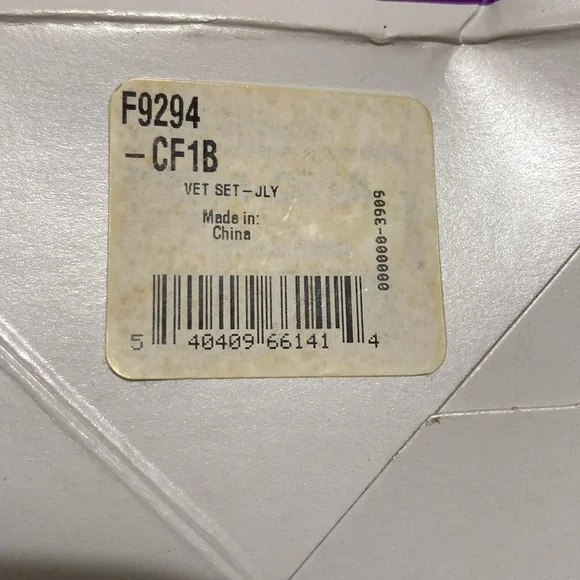 F9294
-CF1B
VET SET-JLY
Made in:
China
000000-3909
5 40409 66141 4